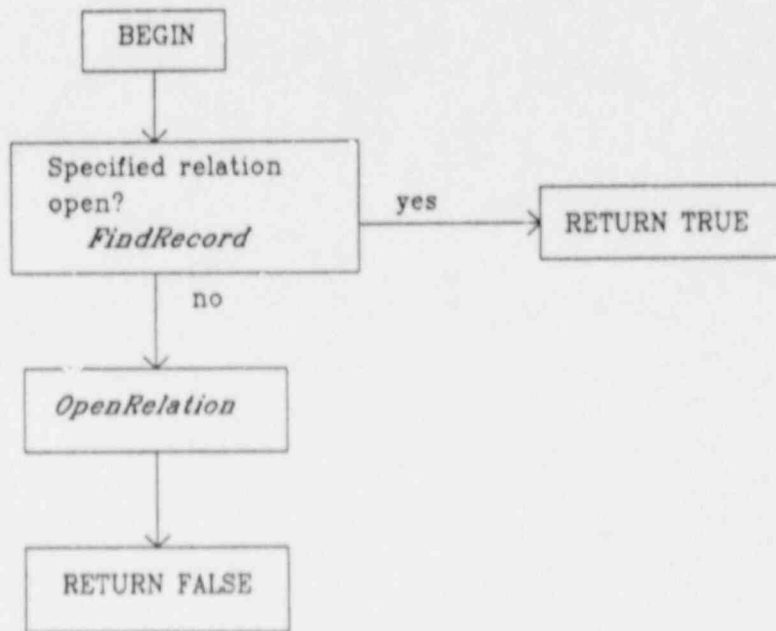 BEGIN
Specified relation
open?
FindRecord
yes
RETURN TRUE
no
OpenRelation
RETURN FALSE